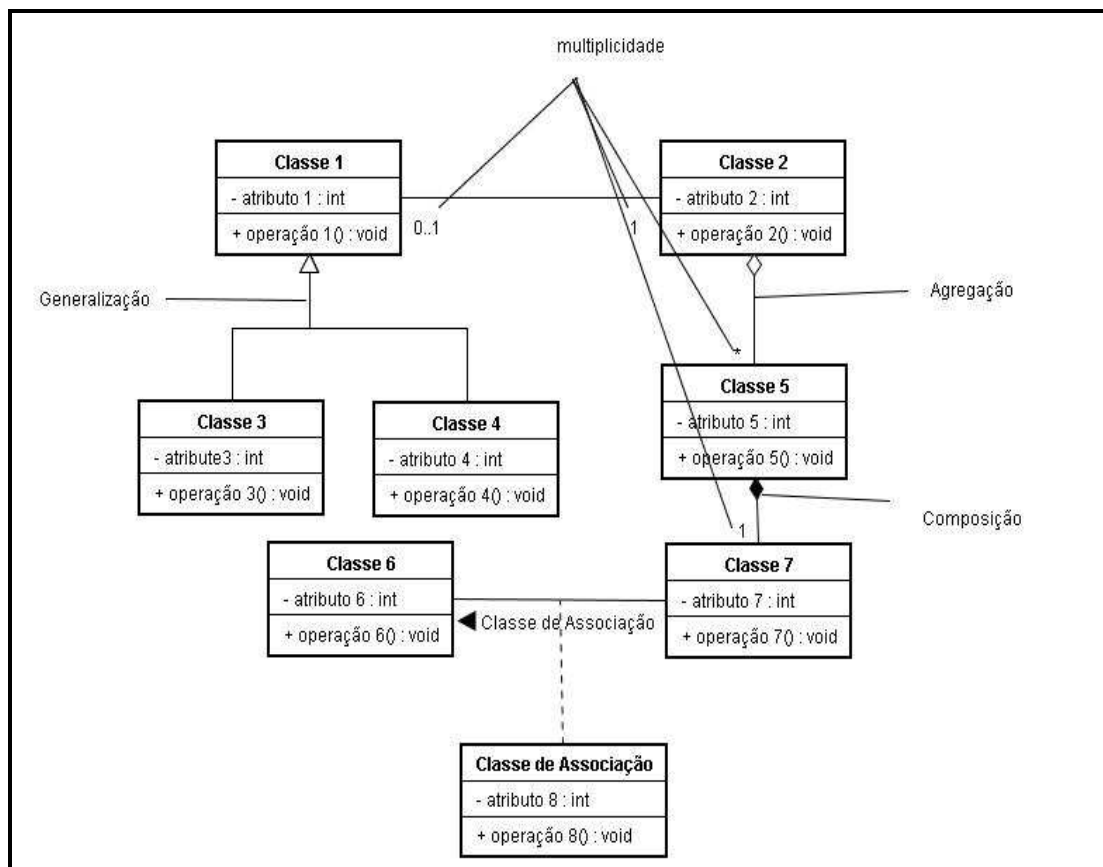 multiplicidade
Classe 1
- atributo 1 : int
+ operação 1() : void
Classe 2
- atributo 2 : int
+ operação 2() : void
0..1
1
Generalização
Agregação
*
Classe 5
- atributo 5 : int
+ operação 5() : void
Classe 3
- atribute3 : int
+ operação 3() : void
Classe 4
- atributo 4 : int
+ operação 4() : void
Composição
1
Classe 6
- atributo 6 : int
+ operação 6() : void
Classe de Associação
Classe 7
- atributo 7 : int
+ operação 7() : void
Classe de Associação
- atributo 8 : int
+ operação 8() : void